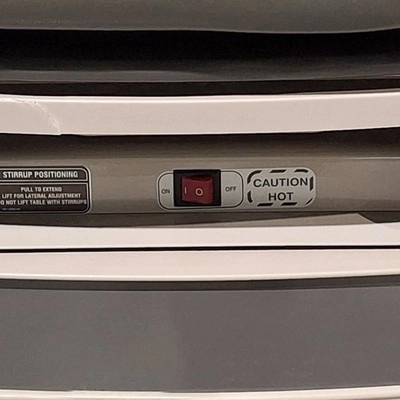 STIRRUP POSITIONING
PULL TO EXTEND
LIFT FOR LATERAL ADJUSTMENT
DO NOT LIFT TABLE WITH STIRRUPS
ON
I O
OFF
CAUTION
HOT